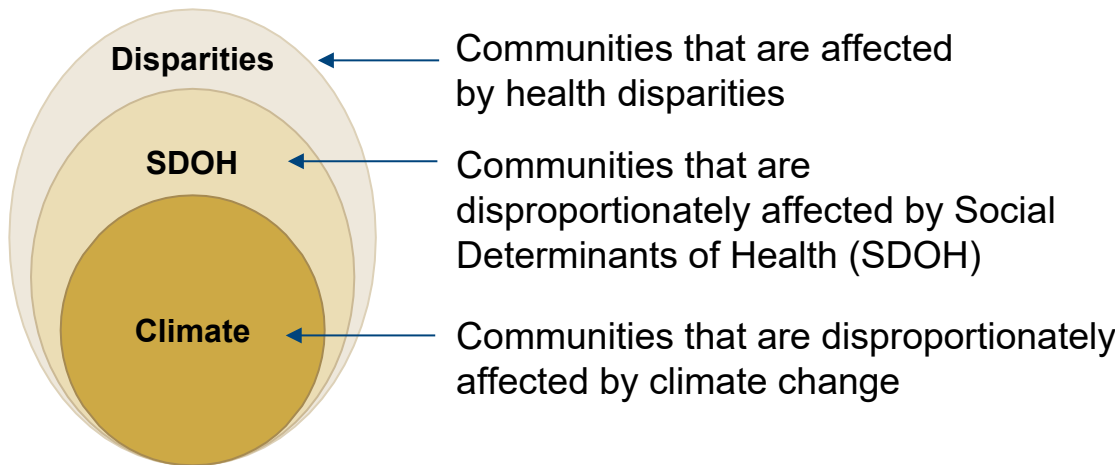 Disparities
Communities that are affected
by health disparities
SDOH
Communities that are
disproportionately affected by Social
Determinants of Health (SDOH)
Climate
Communities that are disproportionately
affected by climate change